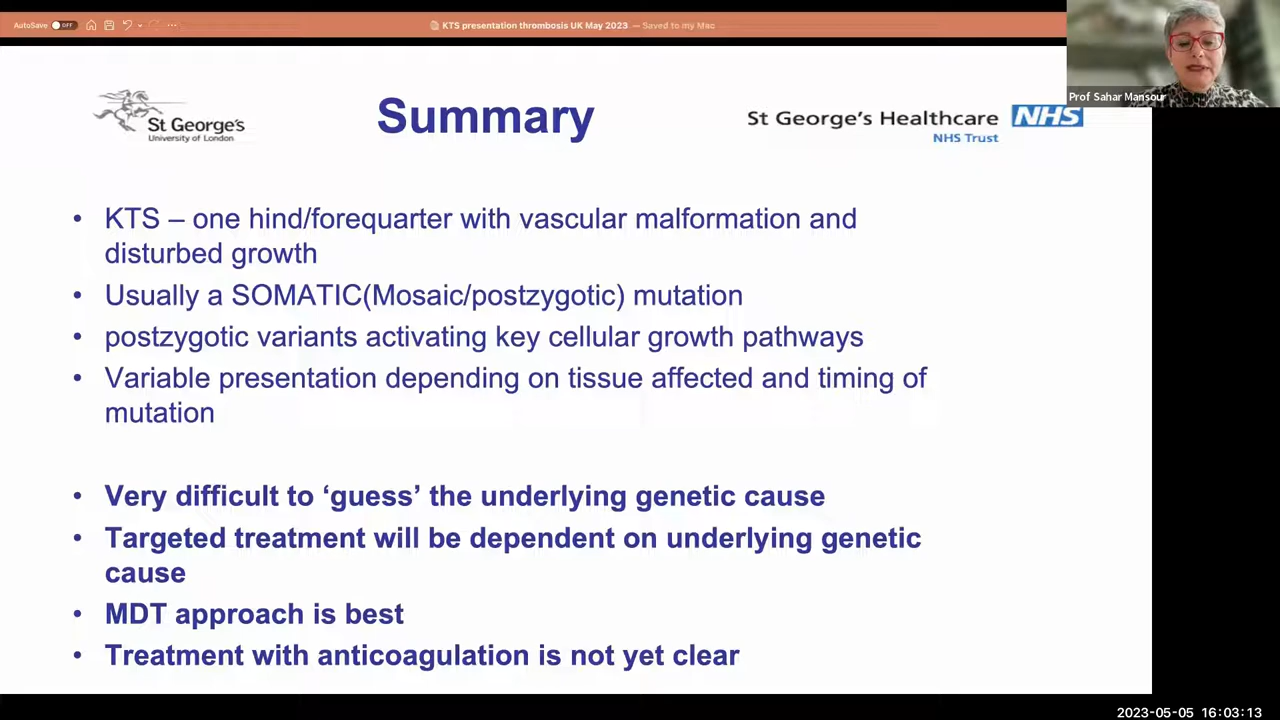 AutoSave OFF
KTS presentation thrombosis UK May 2023 — Saved to my Mac
Prof Sahar Mansour
St George's
University of London
Summary
St George's Healthcare NHS
NHS Trust
• KTS – one hind/forequarter with vascular malformation and
disturbed growth
• Usually a SOMATIC(Mosaic/postzygotic) mutation
• postzygotic variants activating key cellular growth pathways
• Variable presentation depending on tissue affected and timing of
mutation
• Very difficult to ‘guess’ the underlying genetic cause
• Targeted treatment will be dependent on underlying genetic
cause
• MDT approach is best
• Treatment with anticoagulation is not yet clear
2023-05-05 16:03:13